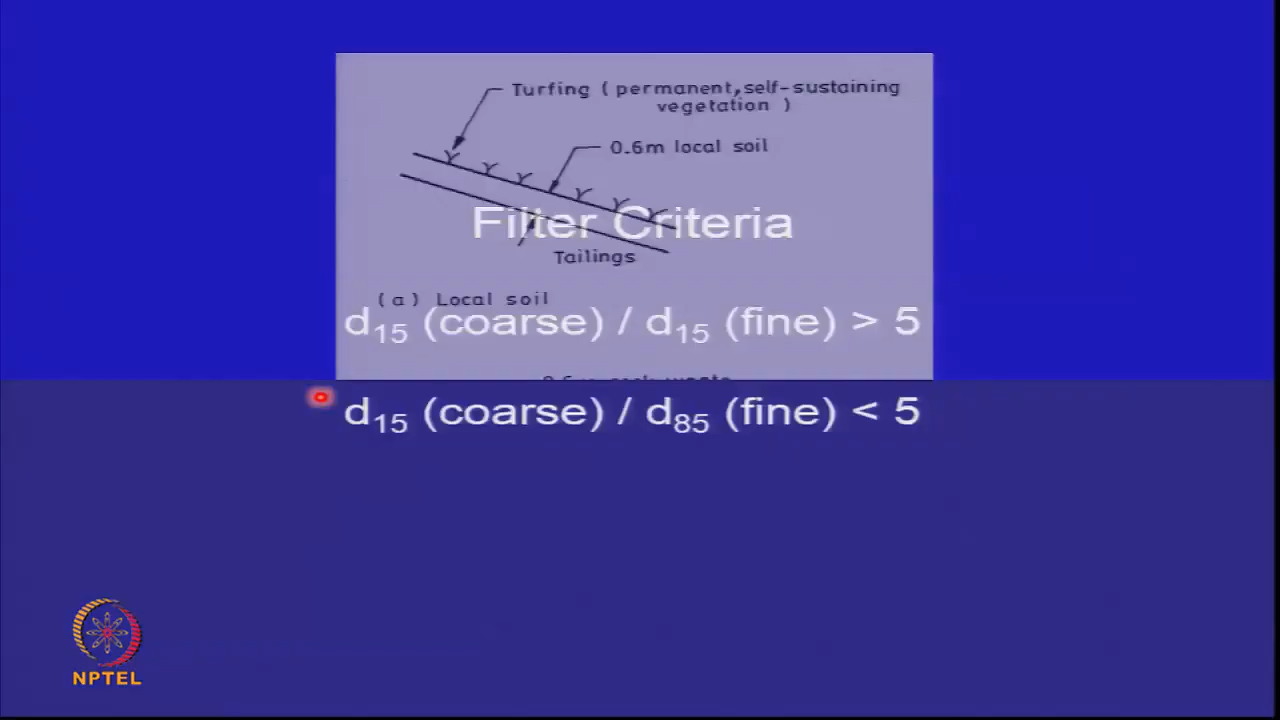 Turfing ( permanent, self-sustaining
vegetation )
0.6m local soil
Filter Criteria
Tailings
(a) Local soil
d15 (coarse) / d15 (fine) > 5
d15 (coarse) / d85 (fine) < 5
NPTEL